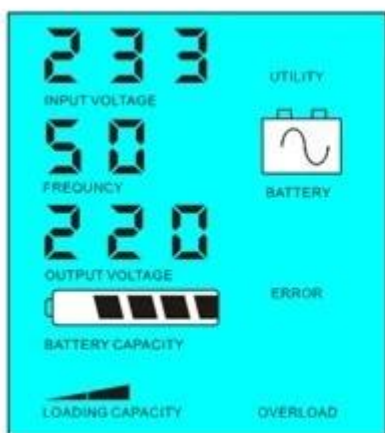 233
UTILITY
INPUT VOLTAGE
50
FREQUNCY
BATTERY
220
OUTPUT VOLTAGE
ERROR
BATTERY CAPACITY
LOADING CAPACITY
OVERLOAD